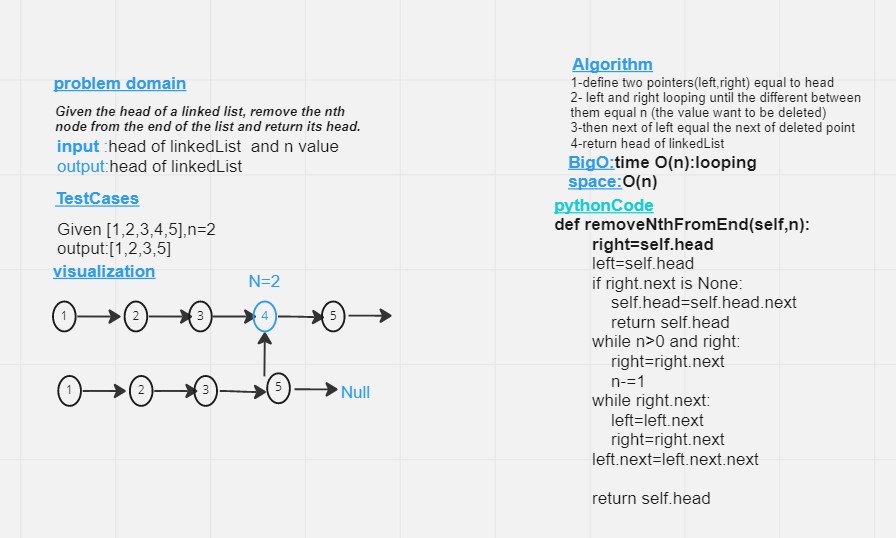 problem domain
Given the head of a linked list, remove the nth
node from the end of the list and return its head.
input :head of linkedList and n value
output:head of linkedList
TestCases
Given [1,2,3,4,5],n=2
output:[1,2,3,5]
visualization
N=2
1 2 3 4 5
1 2 3 5 Null
Algorithm
1-define two pointers(left,right) equal to head
2- left and right looping until the different between
them equal n (the value want to be deleted)
3-then next of left equal the next of deleted point
4-return head of linkedList
BigO:time O(n):looping
space:O(n)
pythonCode
def removeNthFromEnd(self,n):
right=self.head
left=self.head
if right.next is None:
self.head=self.head.next
return self.head
while n>0 and right:
right=right.next
n-=1
while right.next:
left=left.next
right=right.next
left.next=left.next.next
return self.head